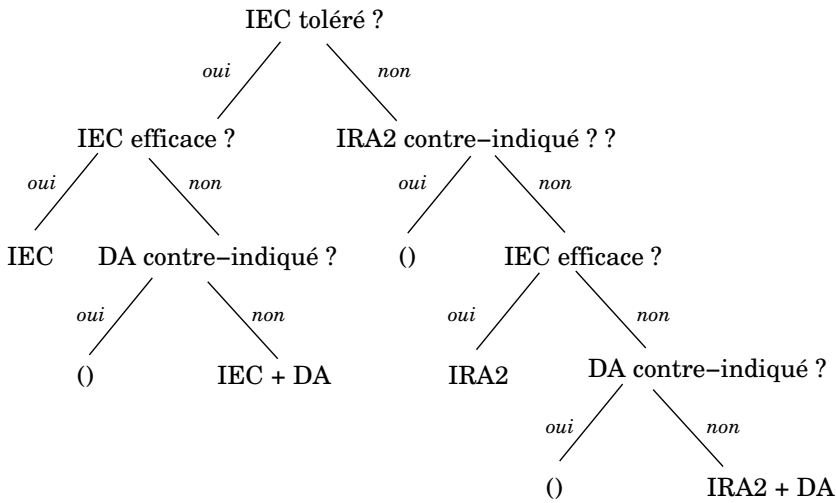 IEC toléré ?
oui non
IEC efficace ? IRA2 contre−indiqué ? ?
oui non oui non
IEC DA contre−indiqué ? () IEC efficace ?
oui non oui non
() IEC + DA IRA2 DA contre−indiqué ?
oui non
() IRA2 + DA